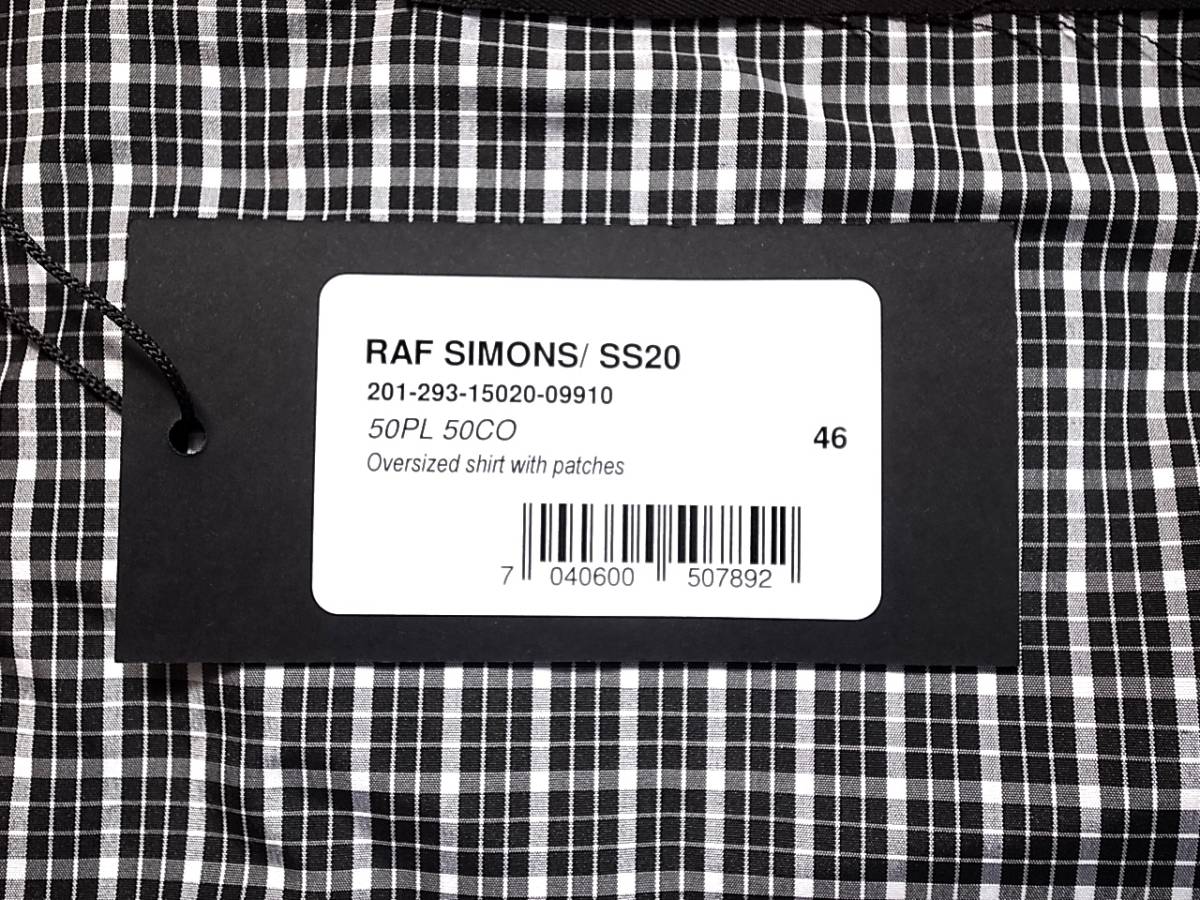 RAF SIMONS/ SS20
201-293-15020-09910
50PL 50CO
46
Oversized shirt with patches
7 040600 507892